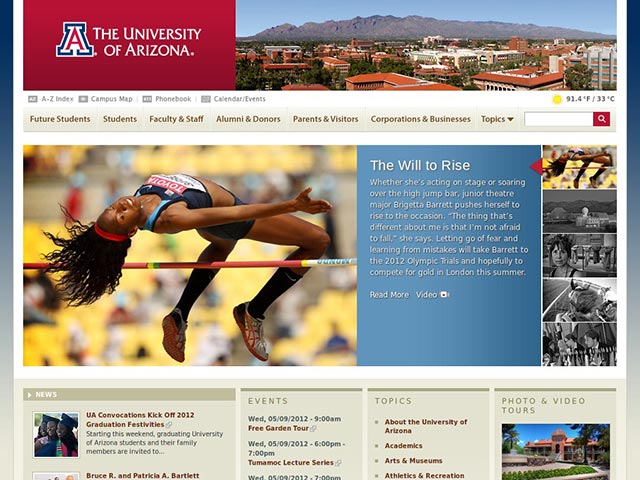 THE UNIVERSITY
OF ARIZONA®
A-Z Index
Campus Map
Phonebook
Calendar/Events
91.4 °F / 33 °C
Future Students
Students
Faculty & Staff
Alumni & Donors
Parents & Visitors
Corporations & Businesses
Topics
The Will to Rise
Whether she's acting on stage or soaring
over the high jump bar, junior theatre
major Brigetta Barrett pushes herself to
rise to the occasion. "The thing that's
different about me is that I'm not afraid
to fall," she says. Letting go of fear and
learning from mistakes will take Barrett to
the 2012 Olympic Trials and hopefully to
compete for gold in London this summer.
Read More Video
TOYOTA
NEWS
UA Convocations Kick Off 2012
Graduation Festivities
Starting this weekend, graduating University
of Arizona students and their family
members are invited to...
Bruce R. and Patricia A. Bartlett
EVENTS
Wed, 05/09/2012 - 9:00am
Free Garden Tour
Wed, 05/09/2012 - 6:00pm -
7:00pm
Tumamoc Lecture Series
Wed, 05/09/2012 - 7:00pm
TOPICS
About the University of
Arizona
Academics
Arts & Museums
Athletics & Recreation
PHOTO & VIDEO
TOURS